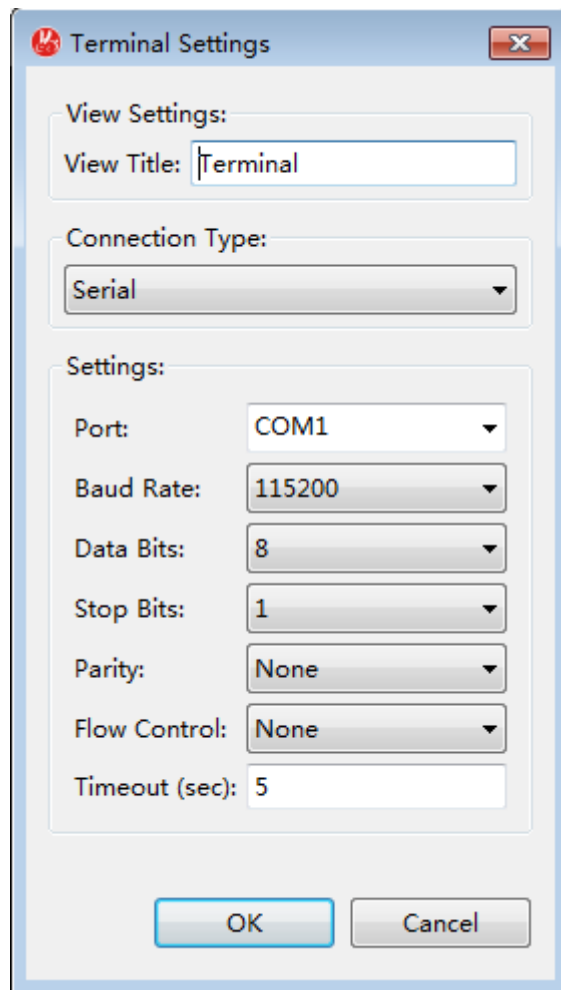 Terminal Settings
View Settings:
View Title: Terminal
Connection Type:
Serial
Settings:
Port: COM1
Baud Rate: 115200
Data Bits: 8
Stop Bits: 1
Parity: None
Flow Control: None
Timeout (sec): 5
OK Cancel